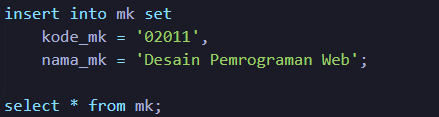 insert into mk set
kode_mk = '02011',
nama_mk = 'Desain Pemrograman Web';
select * from mk;